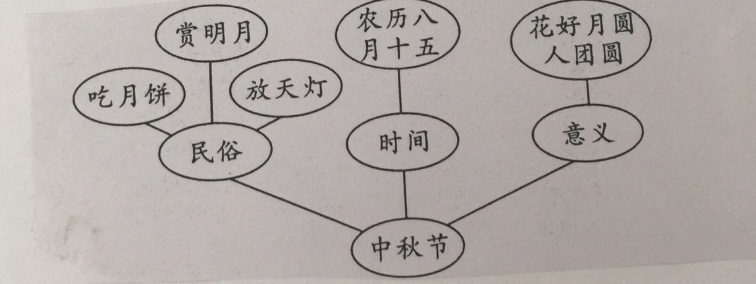 赏明月
农历八
月十五
花好月圆
人团圆
吃月饼
放天灯
民俗
时间
意义
中秋节